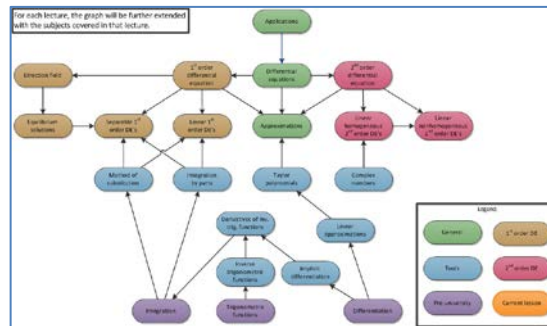 For each lecture, the graph will be further extended
with the subjects covered in that lecture.
Applications
Direction field
1st order
differential
equation
Differential
equations
2nd order
differential
equation
Equilibrium
solutions
Separable 1st
order DE's
Linear 1st
order DE's
Approximations
Linear
homogeneous
2nd order DE's
Linear
nonhomogeneous
2nd order DE's
Method of
substitution
Integration
by parts
Taylor
polynomials
Complex
numbers
Derivatives of inv.
trig. functions
Linear
approximations
Inverse
trigonometric
functions
Implicit
differentiation
Integration
Trigonometric
functions
Differentiation
Legend
General
1st order DE
Tools
2nd order DE
Pre-university
Current lesson